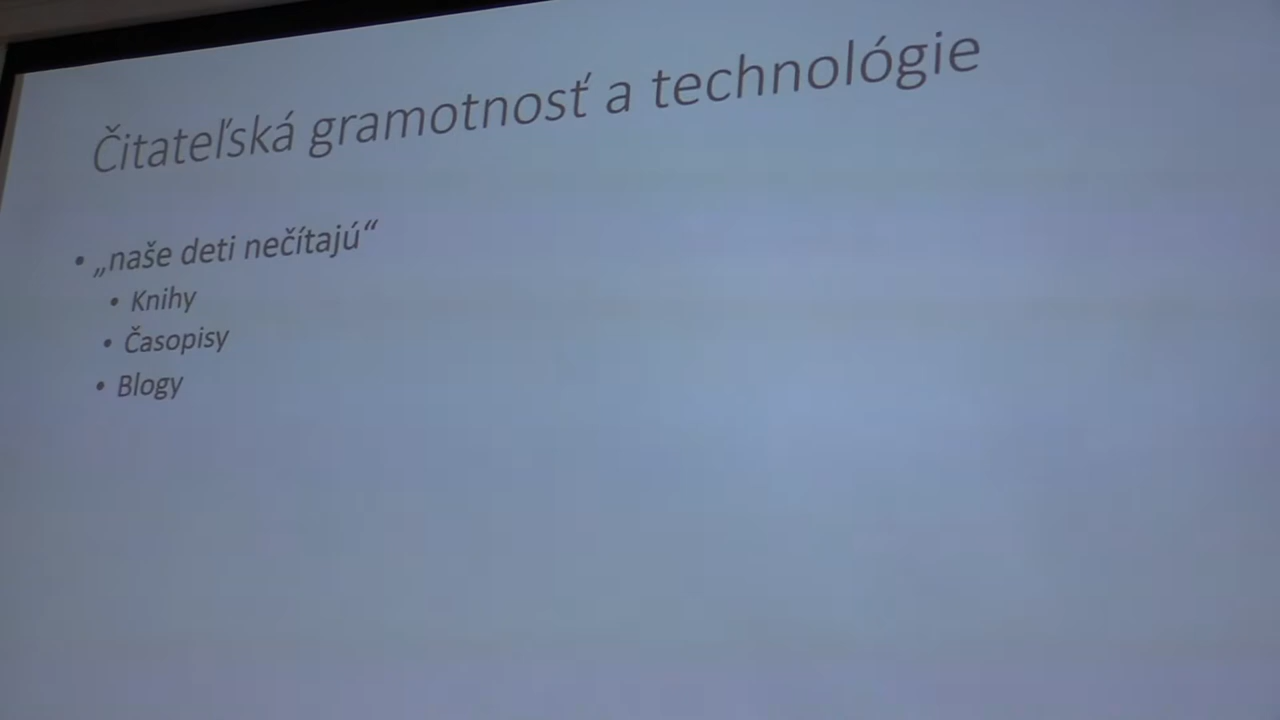 Čitateľská gramotnosť a technológie
• „naše deti nečítajú“
• Knihy
• Časopisy
• Blogy